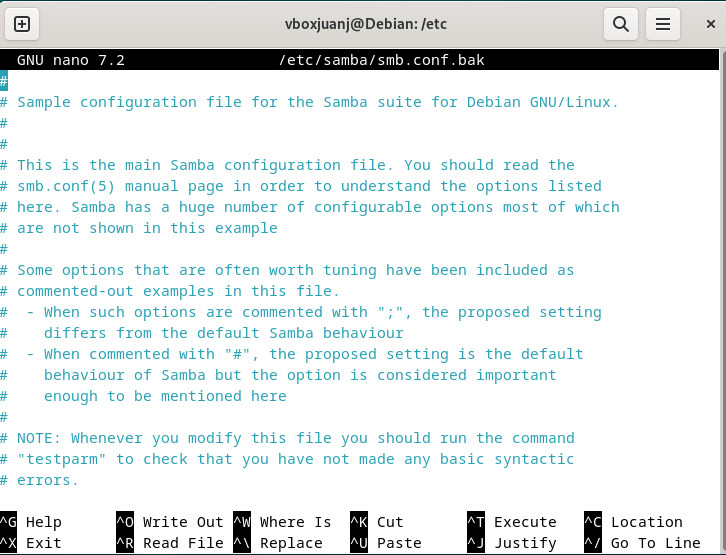 vboxjuanj@Debian: /etc
GNU nano 7.2 /etc/samba/smb.conf.bak
#
# Sample configuration file for the Samba suite for Debian GNU/Linux.
#
#
# This is the main Samba configuration file. You should read the
# smb.conf(5) manual page in order to understand the options listed
# here. Samba has a huge number of configurable options most of which
# are not shown in this example
#
# Some options that are often worth tuning have been included as
# commented-out examples in this file.
#  - When such options are commented with ";", the proposed setting
#    differs from the default Samba behaviour
#  - When commented with "#", the proposed setting is the default
#    behaviour of Samba but the option is considered important
#    enough to be mentioned here
#
# NOTE: Whenever you modify this file you should run the command
# "testparm" to check that you have not made any basic syntactic
# errors.
^G Help ^O Write Out ^W Where Is ^K Cut ^T Execute ^C Location
^X Exit ^R Read File ^\ Replace ^U Paste ^J Justify ^/ Go To Line